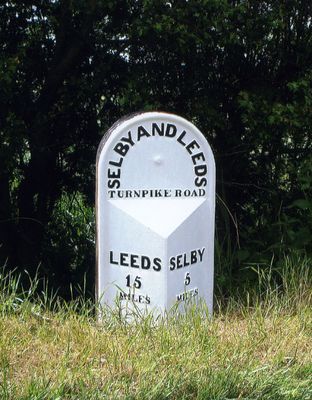 SELBY AND LEEDS
TURNPIKE ROAD
LEEDS
15
MILES
SELBY
5
MILES